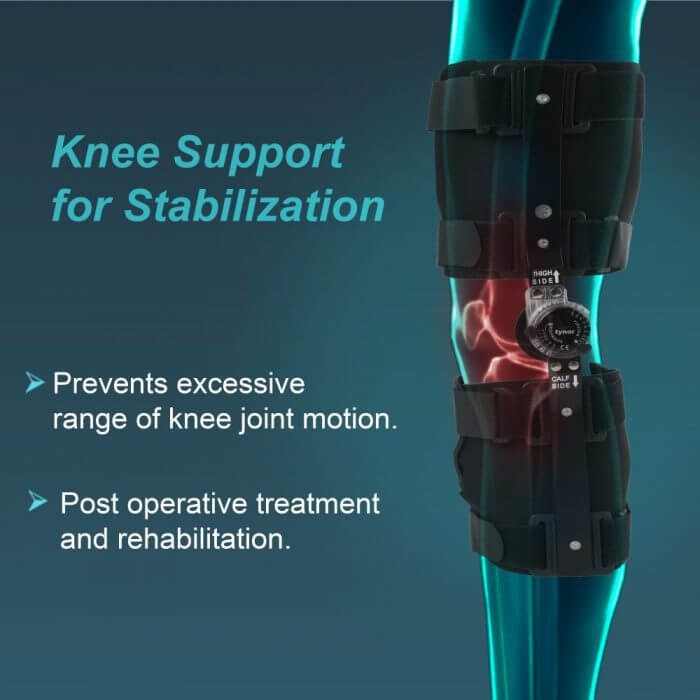 Knee Support
for Stabilization
THIGH
SIDE
tynor
CE
CALF
SIDE
Prevents excessive
range of knee joint motion.
Post operative treatment
and rehabilitation.